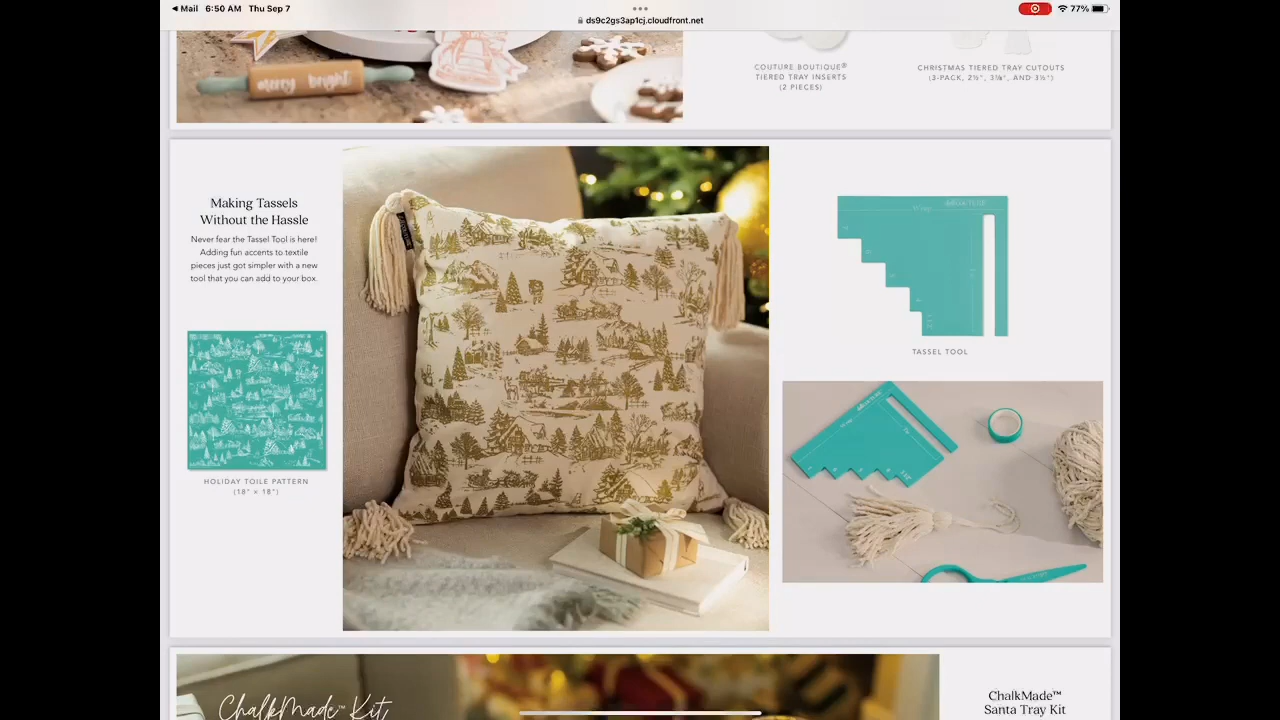 Mail 6:50 AM Thu Sep 7
77%
ds9c2gs3ap1cj.cloudfront.net
merry bright
COUTURE BOUTIQUE®
TIERED TRAY INSERTS
(2 PIECES)
CHRISTMAS TIERED TRAY CUTOUTS
(3-PACK, 2½", 3⅛", AND 3½")
Making Tassels
Without the Hassle
Never fear the Tassel Tool is here!
Adding fun accents to textile
pieces just got simpler with a new
tool that you can add to your box.
HOLIDAY TOILE PATTERN
(18" × 18")
TASSEL TOOL
ChalkMade™ Kit
ChalkMade™
Santa Tray Kit